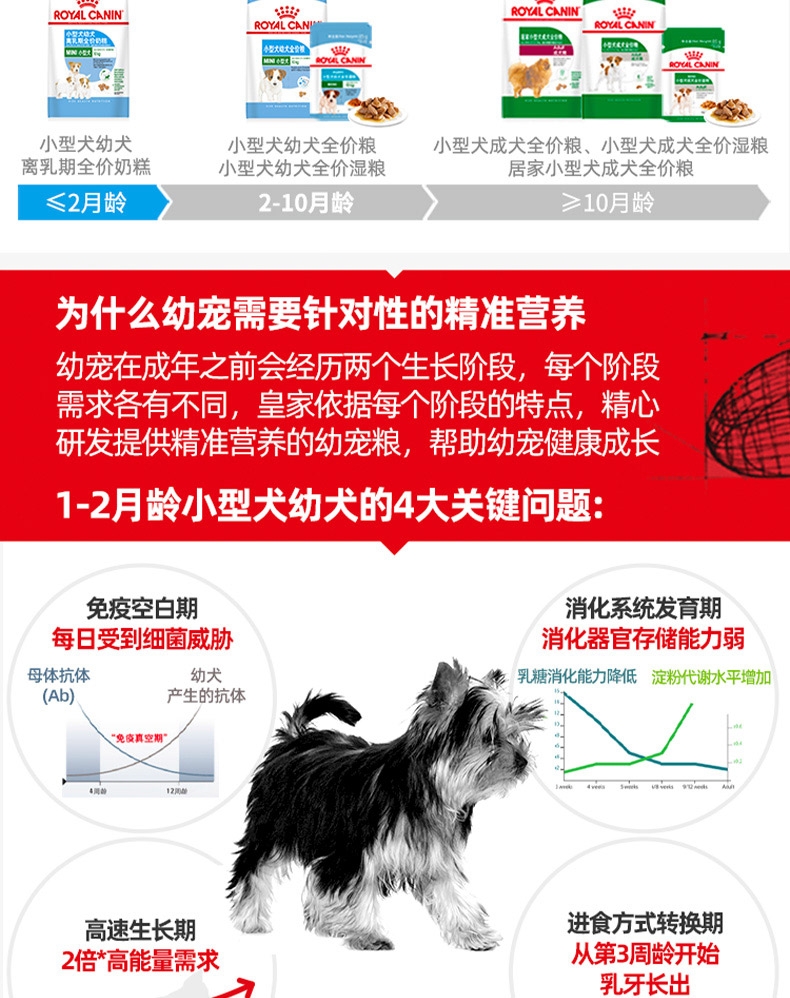 ROYAL CANIN
ROYAL CANIN
ROYAL CANIN
ROYAL CANIN
ROYAL CANIN
ROYAL CANIN
小型犬幼犬
离乳期全价奶糕
MINI 小型犬
小型犬幼犬全价粮
MINI 小型犬
小型犬幼犬
离乳期全价奶糕
小型犬幼犬全价粮
小型犬幼犬全价湿粮
小型犬成犬全价粮、小型犬成犬全价湿粮
居家小型犬成犬全价粮
≤2月龄
2-10月龄
≥10月龄
为什么幼宠需要针对性的精准营养
幼宠在成年之前会经历两个生长阶段，每个阶段
需求各有不同，皇家依据每个阶段的特点，精心
研发提供精准营养的幼宠粮，帮助幼宠健康成长
1-2月龄小型犬幼犬的4大关键问题:
免疫空白期
每日受到细菌威胁
母体抗体
(Ab)
幼犬
产生的抗体
"免疫真空期"
4周龄
12周龄
消化系统发育期
消化器官存储能力弱
乳糖消化能力降低
淀粉代谢水平增加
4 weeks
5 weeks
9/12 weeks
Adult
高速生长期
2倍*高能量需求
进食方式转换期
从第3周龄开始
乳牙长出